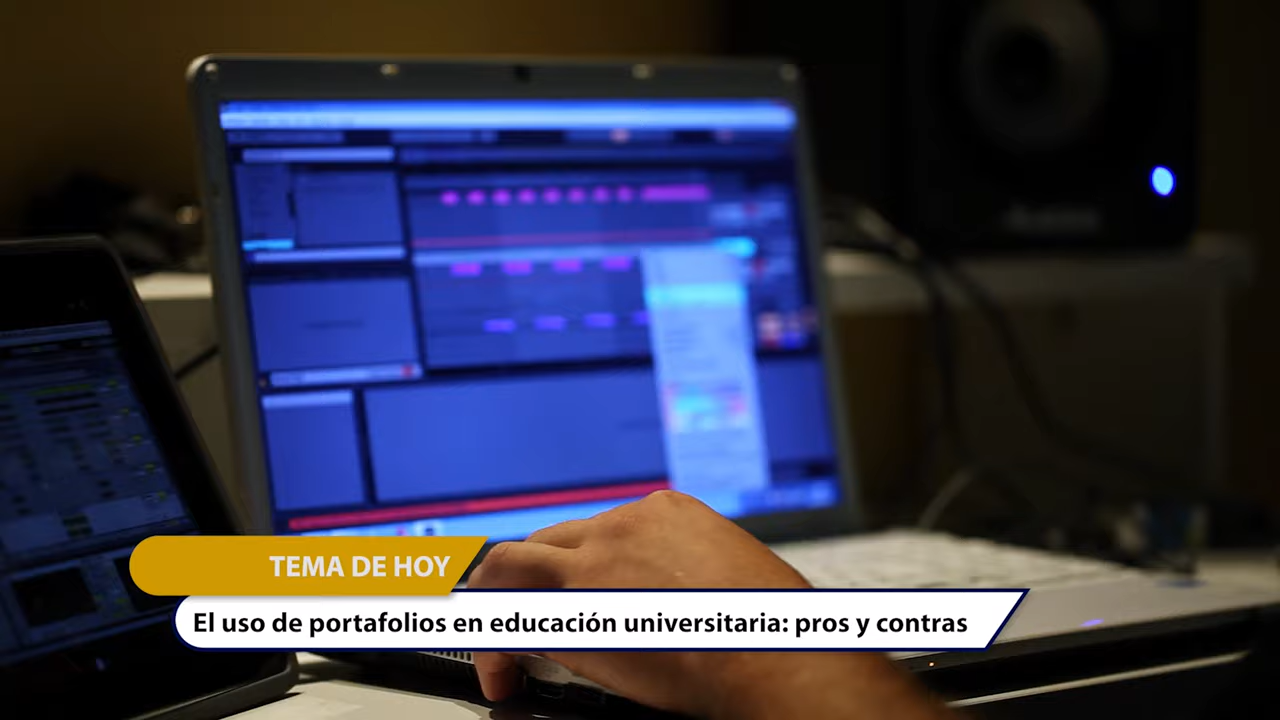 TEMA DE HOY
El uso de portafolios en educación universitaria: pros y contras